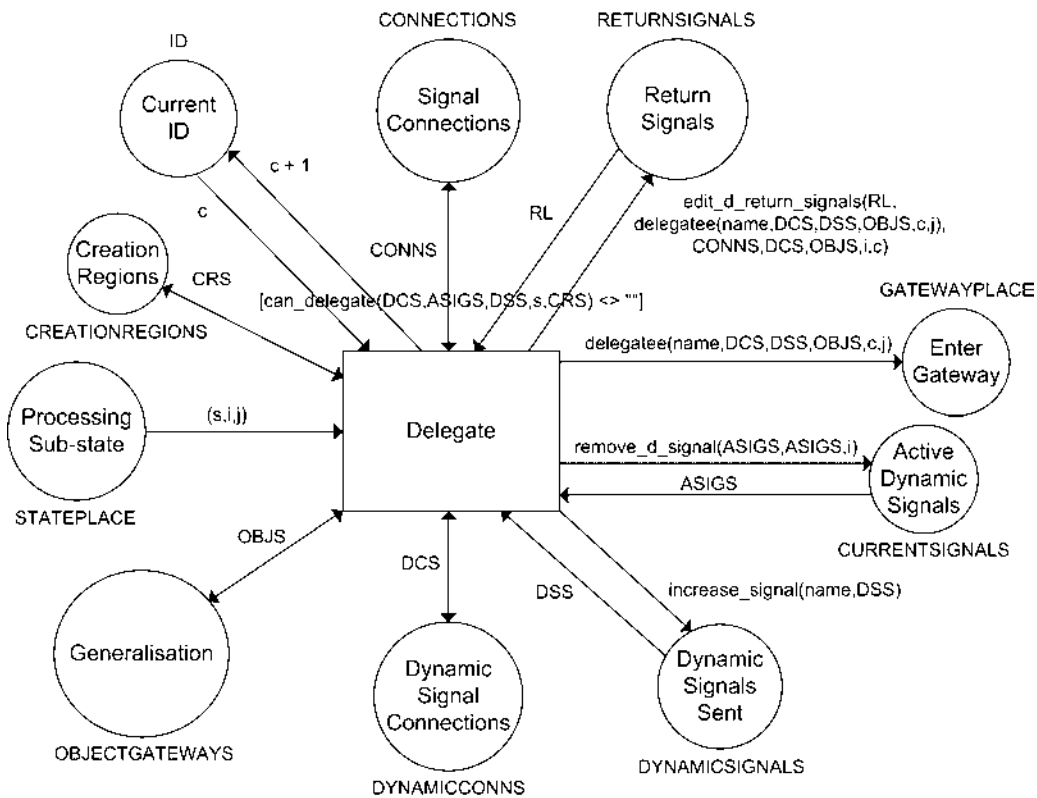 CONNECTIONS
RETURNSIGNALS
ID
Current
ID
Signal
Connections
Return
Signals
c + 1
c
RL
edit_d_return_signals(RL,
delegatee(name,DCS,DSS,OBJS,c,j),
CONNS,DCS,OBJS,i,c)
Creation
Regions
CRS
CONNS
[can_delegate(DCS,ASIGS,DSS,s,CRS) <> ""]
GATEWAYPLACE
CREATIONREGIONS
delegatee(name,DCS,DSS,OBJS,c,j)
Enter
Gateway
Processing
Sub-state
(s,i,j)
Delegate
remove_d_signal(ASIGS,ASIGS,i)
ASIGS
Active
Dynamic
Signals
STATEPLACE
OBJS
CURRENTSIGNALS
DCS
DSS
increase_signal(name,DSS)
Generalisation
Dynamic
Signal
Connections
Dynamic
Signals
Sent
OBJECTGATEWAYS
DYNAMICCONNS
DYNAMICSIGNALS